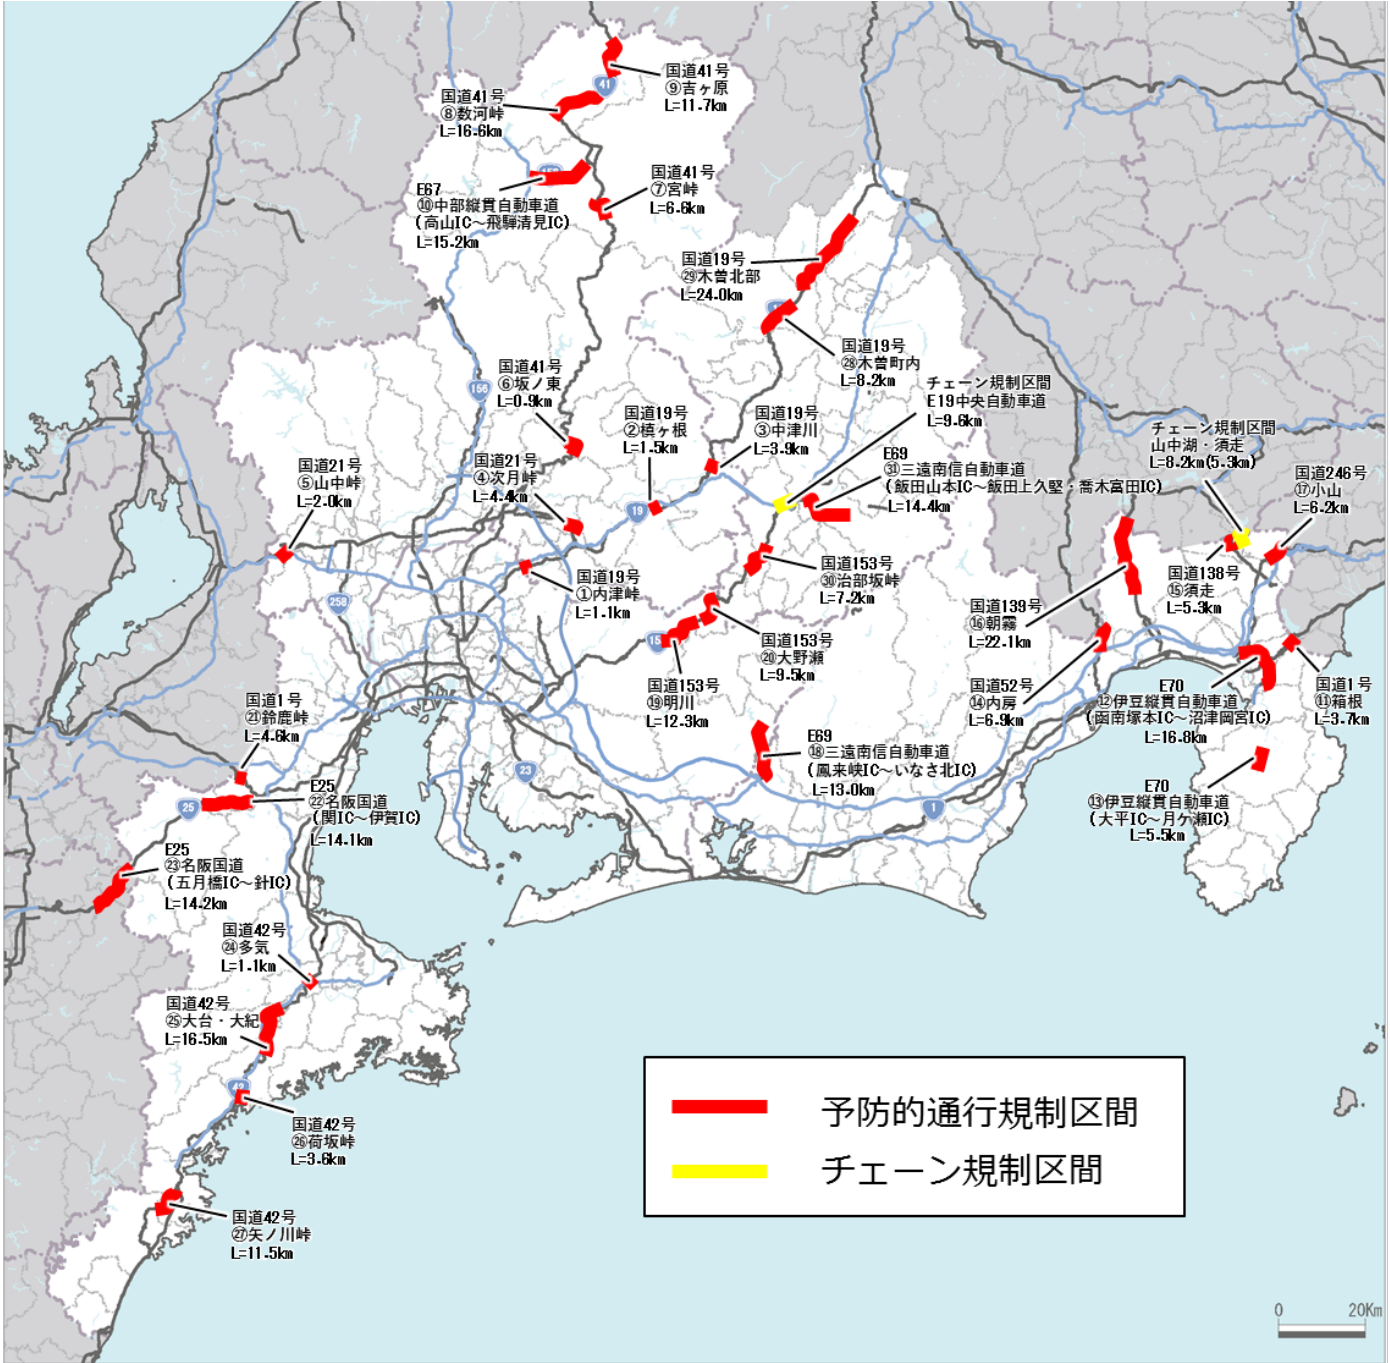 国道41号
⑨吉ヶ原
L=11.7km
41
国道41号
⑧数河峠
L=16.6km
国道41号
⑦宮峠
L=6.6km
E67
⑩中部縦貫自動車道
(高山IC～飛騨清見IC)
L=15.2km
国道19号
㉙木曽北部
L=24.0km
国道19号
㉘木曽町内
L=8.2km
国道41号
⑥坂ノ東
L=0.9km
156
チェーン規制区間
E19中央自動車道
L=9.6km
国道19号
②槙ヶ根
L=1.5km
国道19号
③中津川
L=3.9km
チェーン規制区間
山中湖・須走
L=8.2km(5.3km)
国道21号
⑤山中峠
L=2.0km
国道21号
④次月峠
L=4.4km
E69
㉛三遠南信自動車道
(飯田山本IC～飯田上久堅・喬木富田IC)
L=14.4km
国道246号
⑰小山
L=6.2km
19
国道19号
①内津峠
L=1.1km
国道153号
㉚治部坂峠
L=7.2km
国道138号
⑮須走
L=5.3km
258
国道139号
⑯朝霧
L=22.1km
15
国道153号
⑳大野瀬
L=9.5km
国道153号
⑲明川
L=12.3km
国道52号
⑭内房
L=6.9km
E70
⑫伊豆縦貫自動車道
(函南塚本IC～沼津岡宮IC)
L=16.8km
国道1号
⑪箱根
L=3.7km
国道1号
㉑鈴鹿峠
L=4.6km
E69
⑱三遠南信自動車道
(鳳来峡IC～いなさ北IC)
L=13.0km
23
1
E70
⑬伊豆縦貫自動車道
(大平IC～月ケ瀬IC)
L=5.5km
25
E25
㉒名阪国道
(関IC～伊賀IC)
L=14.1km
E25
㉓名阪国道
(五月橋IC～針IC)
L=14.2km
国道42号
㉔多気
L=1.1km
国道42号
㉕大台・大紀
L=16.5km
42
国道42号
㉖荷坂峠
L=3.6km
国道42号
㉗矢ノ川峠
L=11.5km
予防的通行規制区間
チェーン規制区間
0 20Km